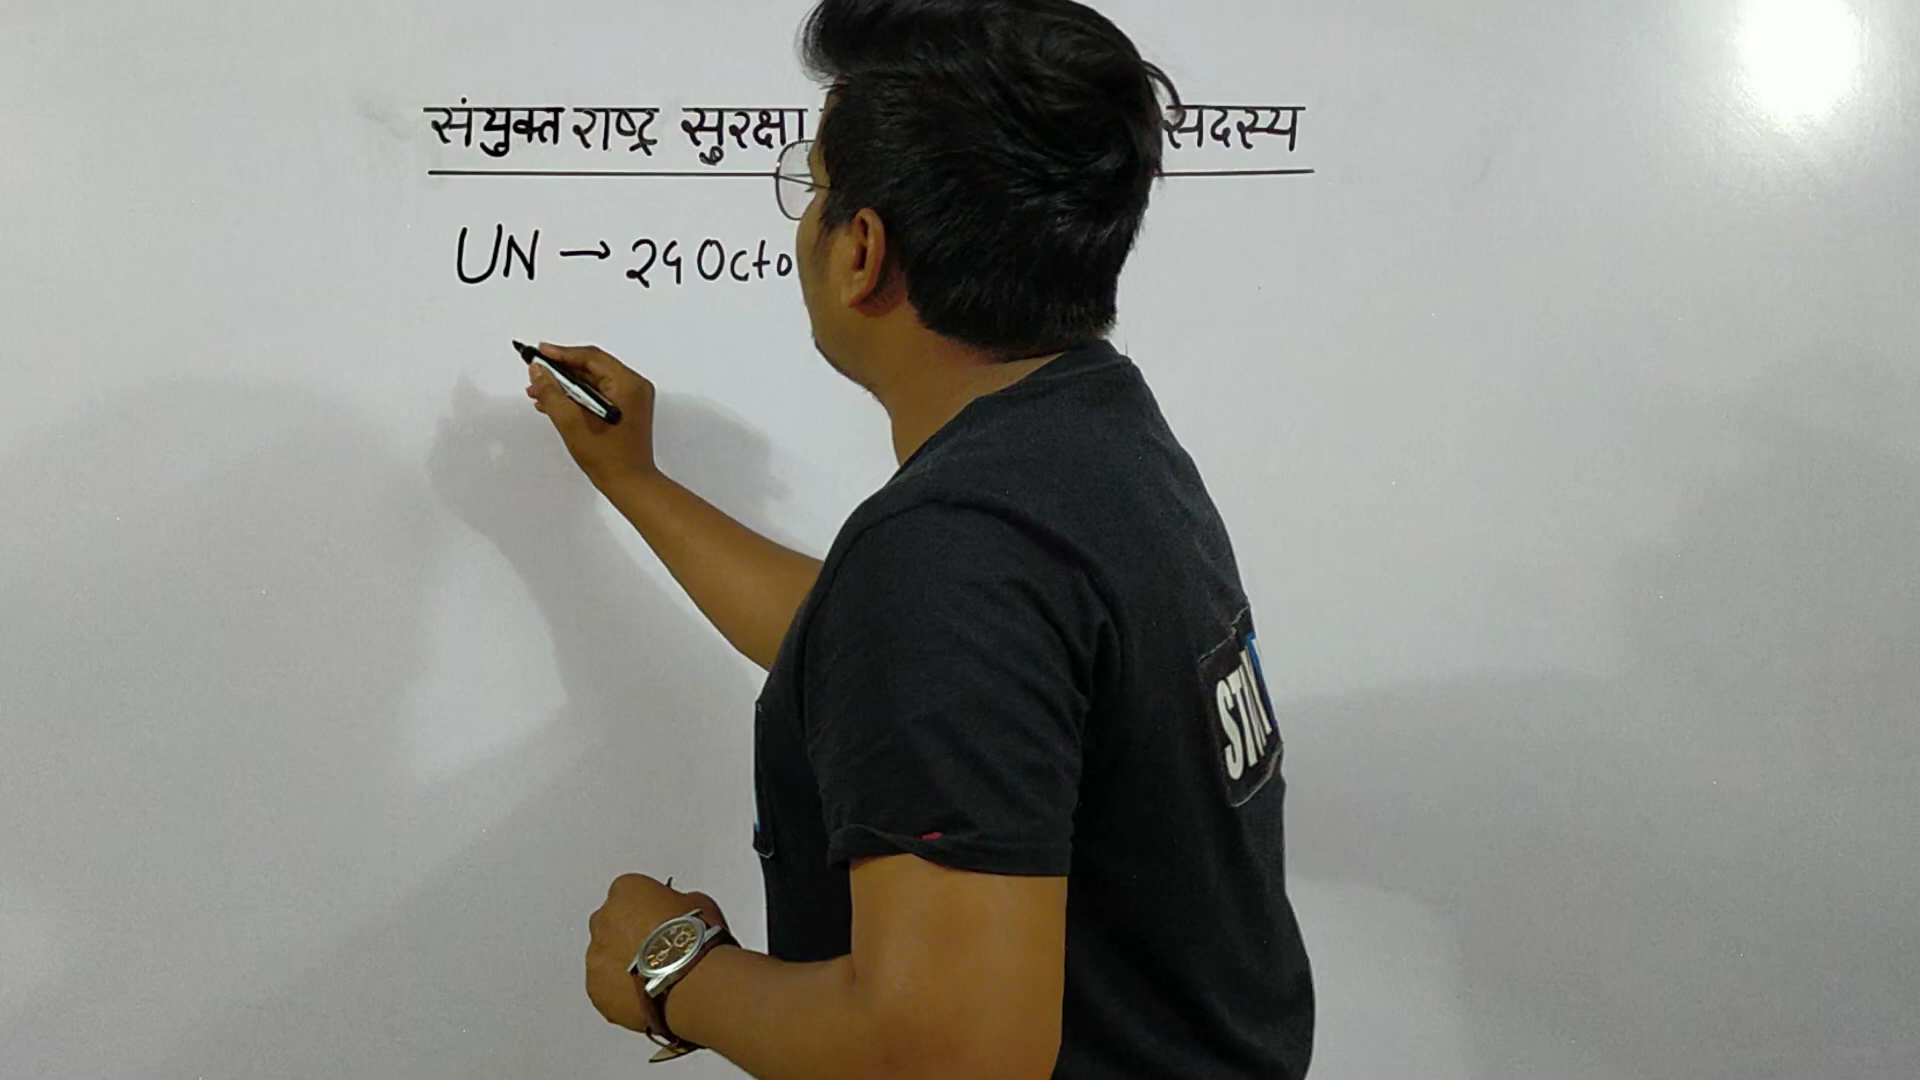 संयुक्त राष्ट्र सुरक्षा सदस्य
UN → 24 Octo